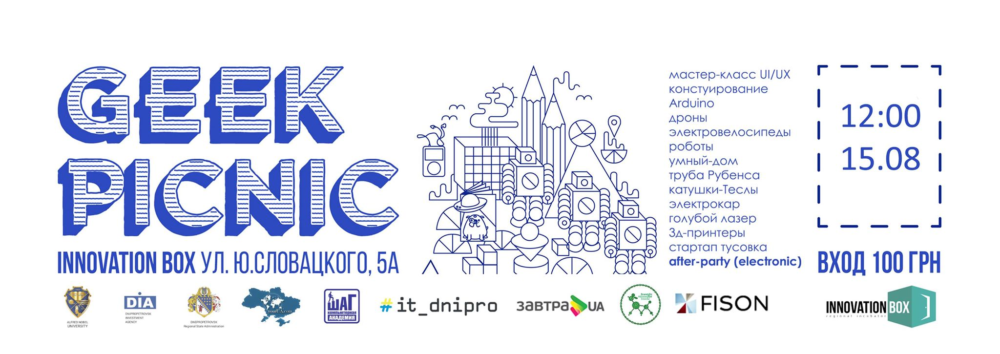 GEEK
PICNIC
INNOVATION BOX УЛ. Ю.СЛОВАЦКОГО, 5А
мастер-класс UI/UX
констуирование
Arduino
дроны
электровелосипеды
роботы
умный-дом
труба Рубенса
катушки-Теслы
электрокар
голубой лазер
3д-принтеры
стартап тусовка
after-party (electronic)
12:00
15.08
ВХОД 100 ГРН
ALFRED NOBEL
UNIVERSITY
DIA
DNIPROPETROVSK
INVESTMENT
AGENCY
DNEPROPETROVSK
Regional State Administration
yourUA.com
ШАГ
компьютерная
АКАДЕМИЯ
#it_dnipro
завтра UA
Scientific
FISON
INNOVATION BOX
regional incubator